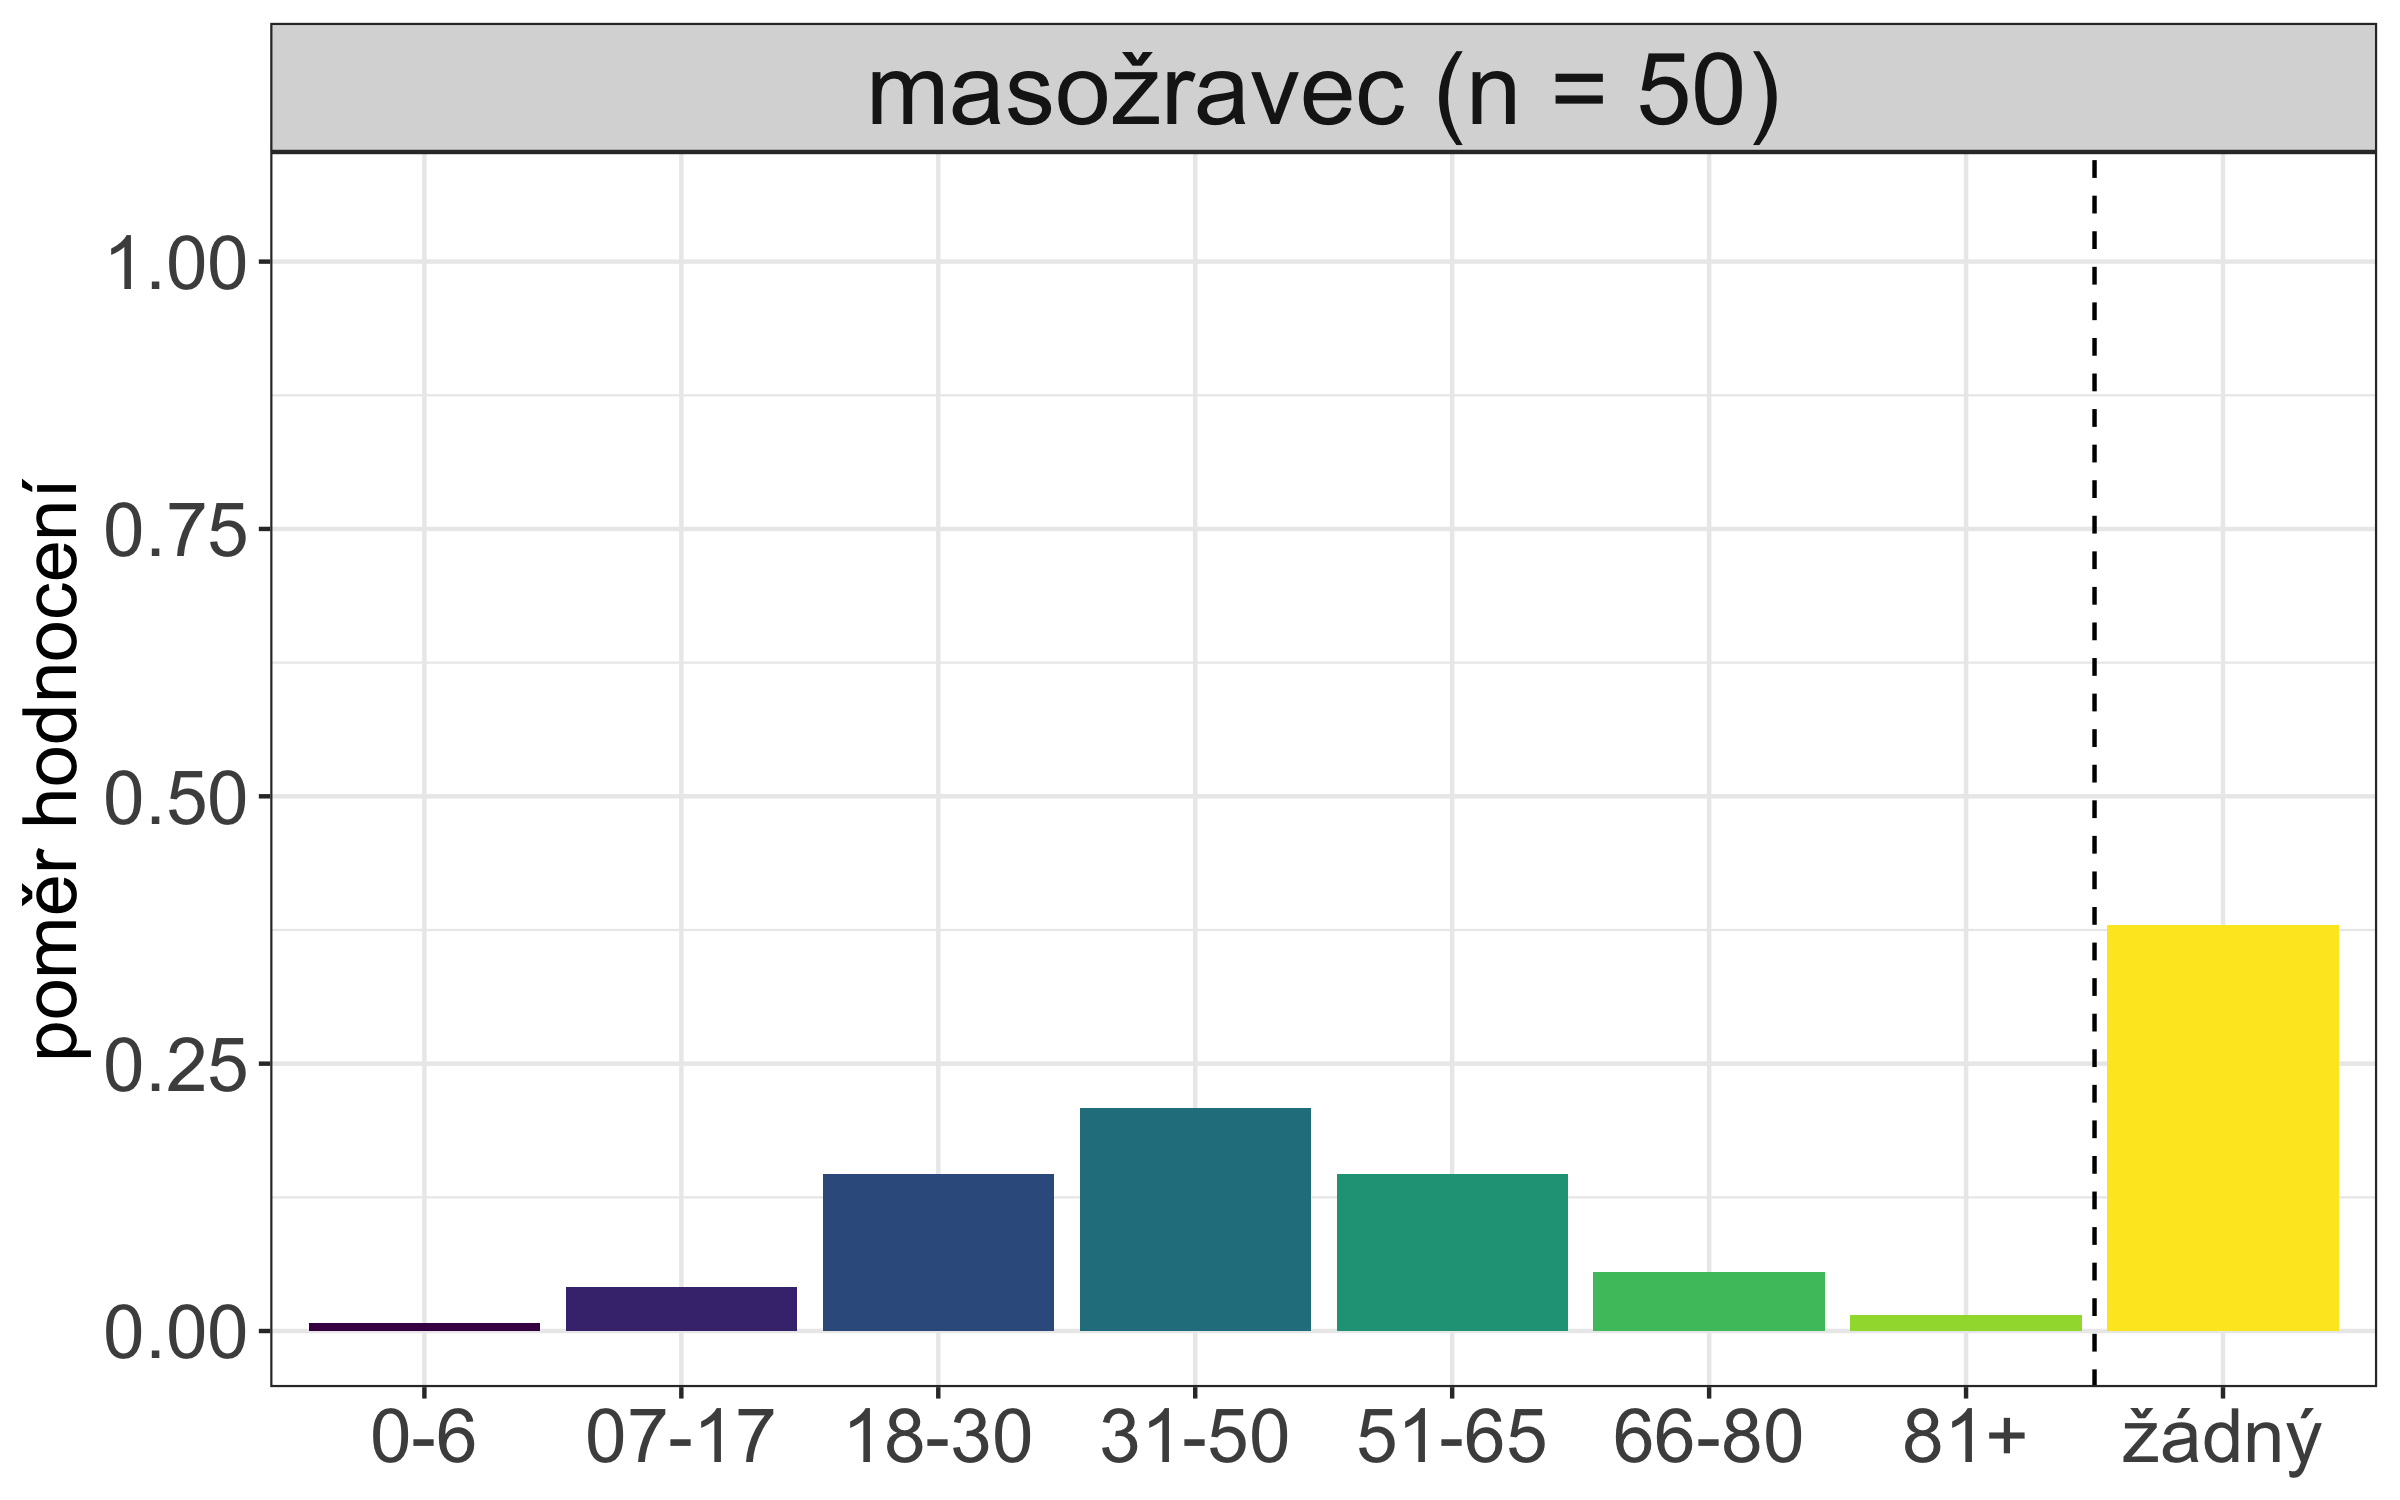 masožravec (n = 50)
poměr hodnocení
1.00
0.75
0.50
0.25
0.00
0-6 07-17 18-30 31-50 51-65 66-80 81+ žádný